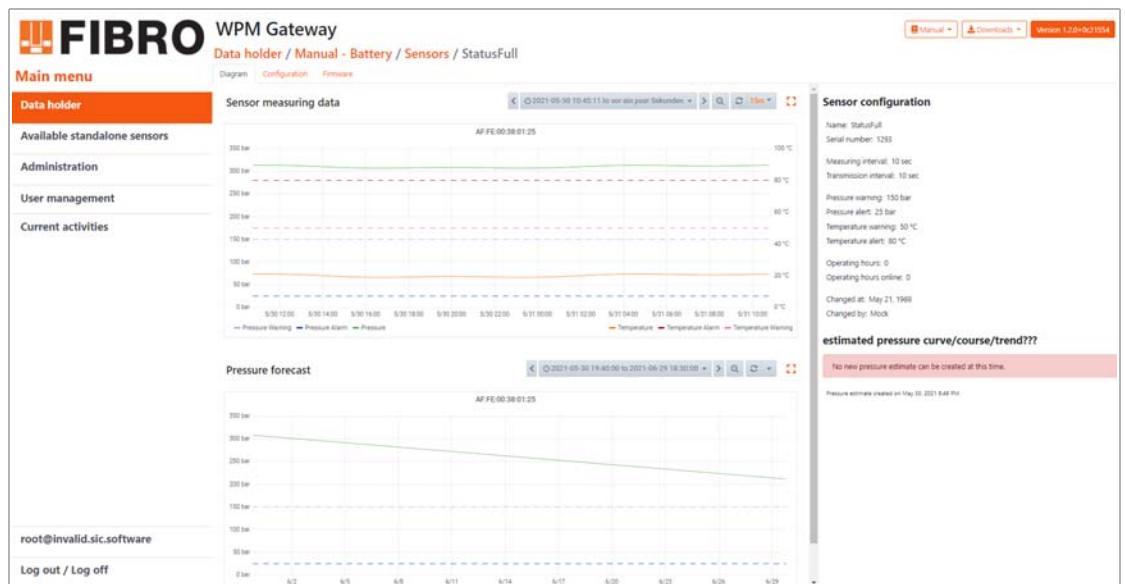 FIBRO
WPM Gateway
Manual
Downloads
Version 1.2.0+0c21554
Data holder / Manual - Battery / Sensors / StatusFull
Main menu
Diagram Configuration Firmware
Data holder
Available standalone sensors
Administration
User management
Current activities
root@invalid.sic.software
Log out / Log off
Sensor measuring data
2021-05-30 10:45:11 to vor ein paar Sekunden
15m
AF:FE:00:38:01:25
350 bar
300 bar
250 bar
200 bar
150 bar
100 bar
50 bar
0 bar
100 °C
80 °C
60 °C
40 °C
20 °C
0 °C
5/30 12:00 5/30 14:00 5/30 16:00 5/30 18:00 5/30 20:00 5/30 22:00 5/31 00:00 5/31 02:00 5/31 04:00 5/31 06:00 5/31 08:00 5/31 10:00
Pressure Warning Pressure Alarm Pressure Temperature Temperature Alarm Temperature Warning
Pressure forecast
2021-05-30 19:40:00 to 2021-06-29 18:30:00
AF:FE:00:38:01:25
350 bar
300 bar
250 bar
200 bar
150 bar
100 bar
50 bar
0 bar
6/2 6/5 6/8 6/11 6/14 6/17 6/20 6/23 6/26 6/29
Sensor configuration
Name: StatusFull
Serial number: 1293
Measuring interval: 10 sec
Transmission interval: 10 sec
Pressure warning: 150 bar
Pressure alert: 25 bar
Temperature warning: 50 °C
Temperature alert: 80 °C
Operating hours: 0
Operating hours online: 0
Changed at: May 21, 1988
Changed by: Mock
estimated pressure curve/course/trend???
No new pressure estimate can be created at this time.
Pressure estimate created on May 30, 2021 9:48 PM.